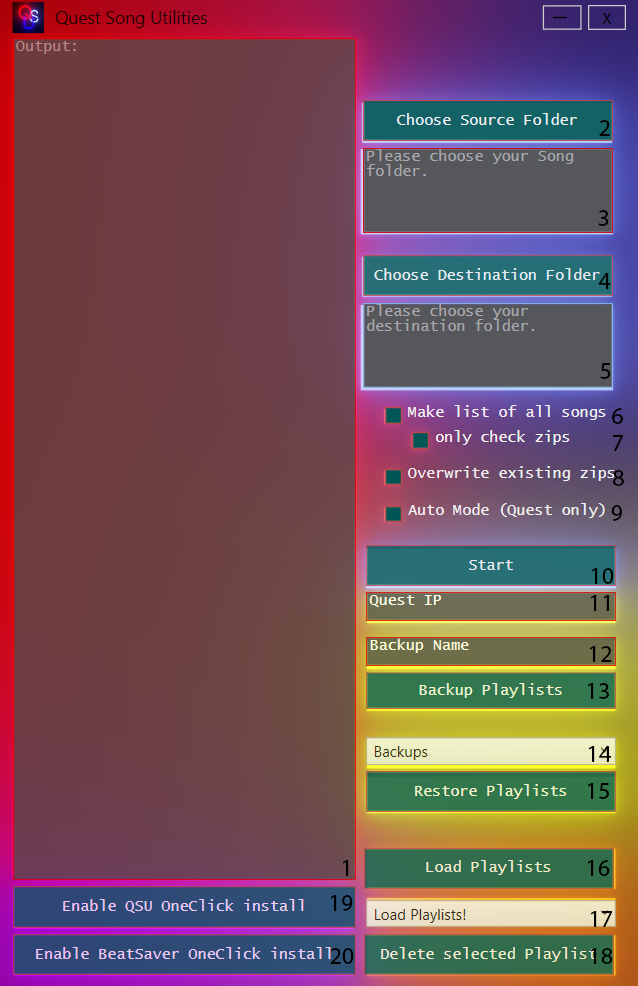 QS
U
Quest Song Utilities
— X
Output:
1
Choose Source Folder 2
Please choose your Song
folder.
3
Choose Destination Folder 4
Please choose your
destination folder.
5
Make list of all songs 6
only check zips 7
Overwrite existing zips 8
Auto Mode (Quest only) 9
Start 10
Quest IP 11
Backup Name 12
Backup Playlists 13
Backups 14
Restore Playlists 15
Load Playlists 16
Load Playlists! 17
Delete selected Playlist 18
Enable QSU OneClick install 19
Enable BeatSaver OneClick install 20